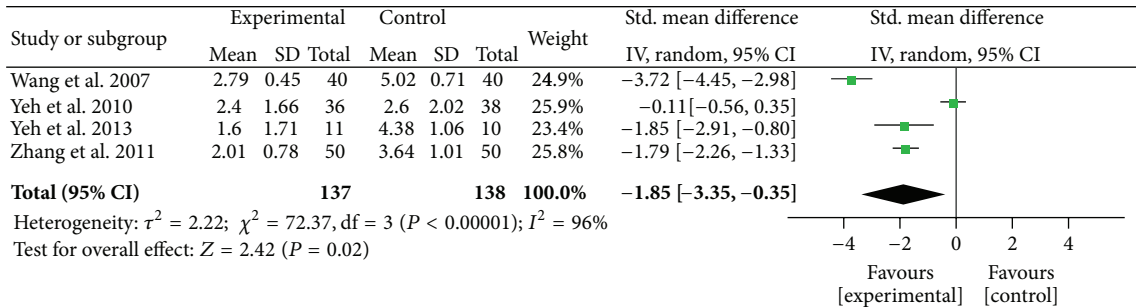 Study or subgroup Experimental Control Weight Std. mean difference Std. mean difference
Mean SD Total Mean SD Total IV, random, 95% CI IV, random, 95% CI
Wang et al. 2007 2.79 0.45 40 5.02 0.71 40 24.9% −3.72 [−4.45, −2.98]
Yeh et al. 2010 2.4 1.66 36 2.6 2.02 38 25.9% −0.11 [−0.56, 0.35]
Yeh et al. 2013 1.6 1.71 11 4.38 1.06 10 23.4% −1.85 [−2.91, −0.80]
Zhang et al. 2011 2.01 0.78 50 3.64 1.01 50 25.8% −1.79 [−2.26, −1.33]
Total (95% CI) 137 138 100.0% −1.85 [−3.35, −0.35]
Heterogeneity: τ² = 2.22; χ² = 72.37, df = 3 (P < 0.00001); I² = 96%
Test for overall effect: Z = 2.42 (P = 0.02)
−4 −2 0 2 4
Favours Favours
[experimental] [control]